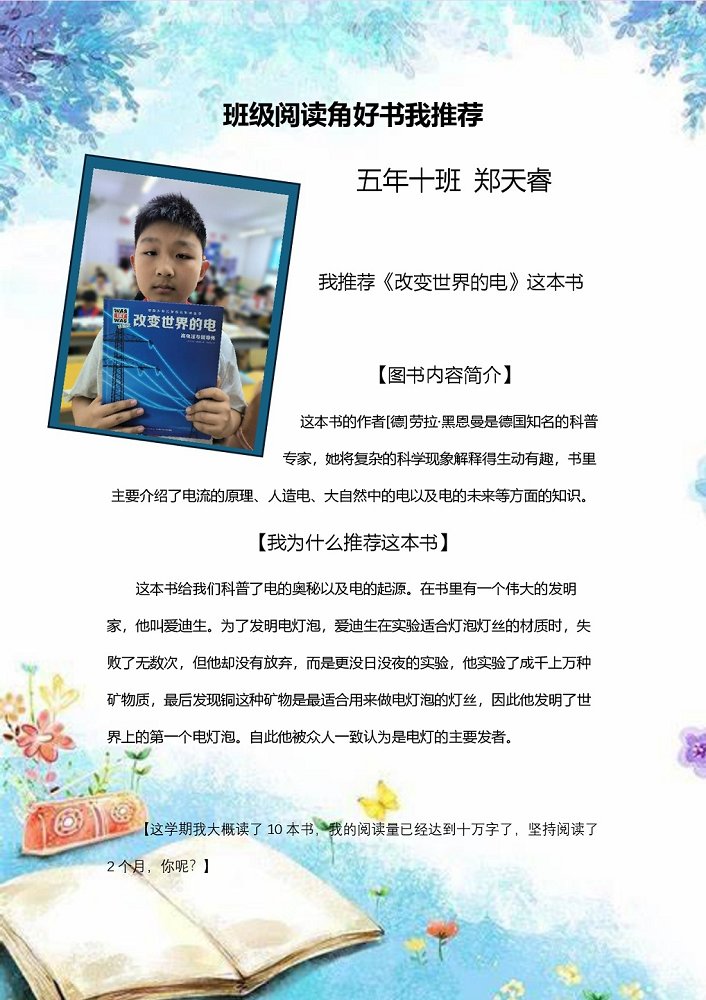 班级阅读角好书我推荐
五年十班 郑天睿
我推荐《改变世界的电》这本书
WAS IST WAS
改变世界的电
【图书内容简介】
这本书的作者[德]劳拉·黑恩曼是德国知名的科普
专家，她将复杂的科学现象解释得生动有趣，书里
主要介绍了电流的原理、人造电、大自然中的电以及电的未来等方面的知识。
【我为什么推荐这本书】
这本书给我们科普了电的奥秘以及电的起源。在书里有一个伟大的发明
家，他叫爱迪生。为了发明电灯泡，爱迪生在实验适合灯泡灯丝的材质时，失
败了无数次，但他却没有放弃，而是更没日没夜的实验，他实验了成千上万种
矿物质，最后发现铜这种矿物是最适合用来做电灯泡的灯丝，因此他发明了世
界上的第一个电灯泡。自此他被众人一致认为是电灯的主要发者。
【这学期我大概读了 10 本书，我的阅读量已经达到十万字了，坚持阅读了
2 个月，你呢？】